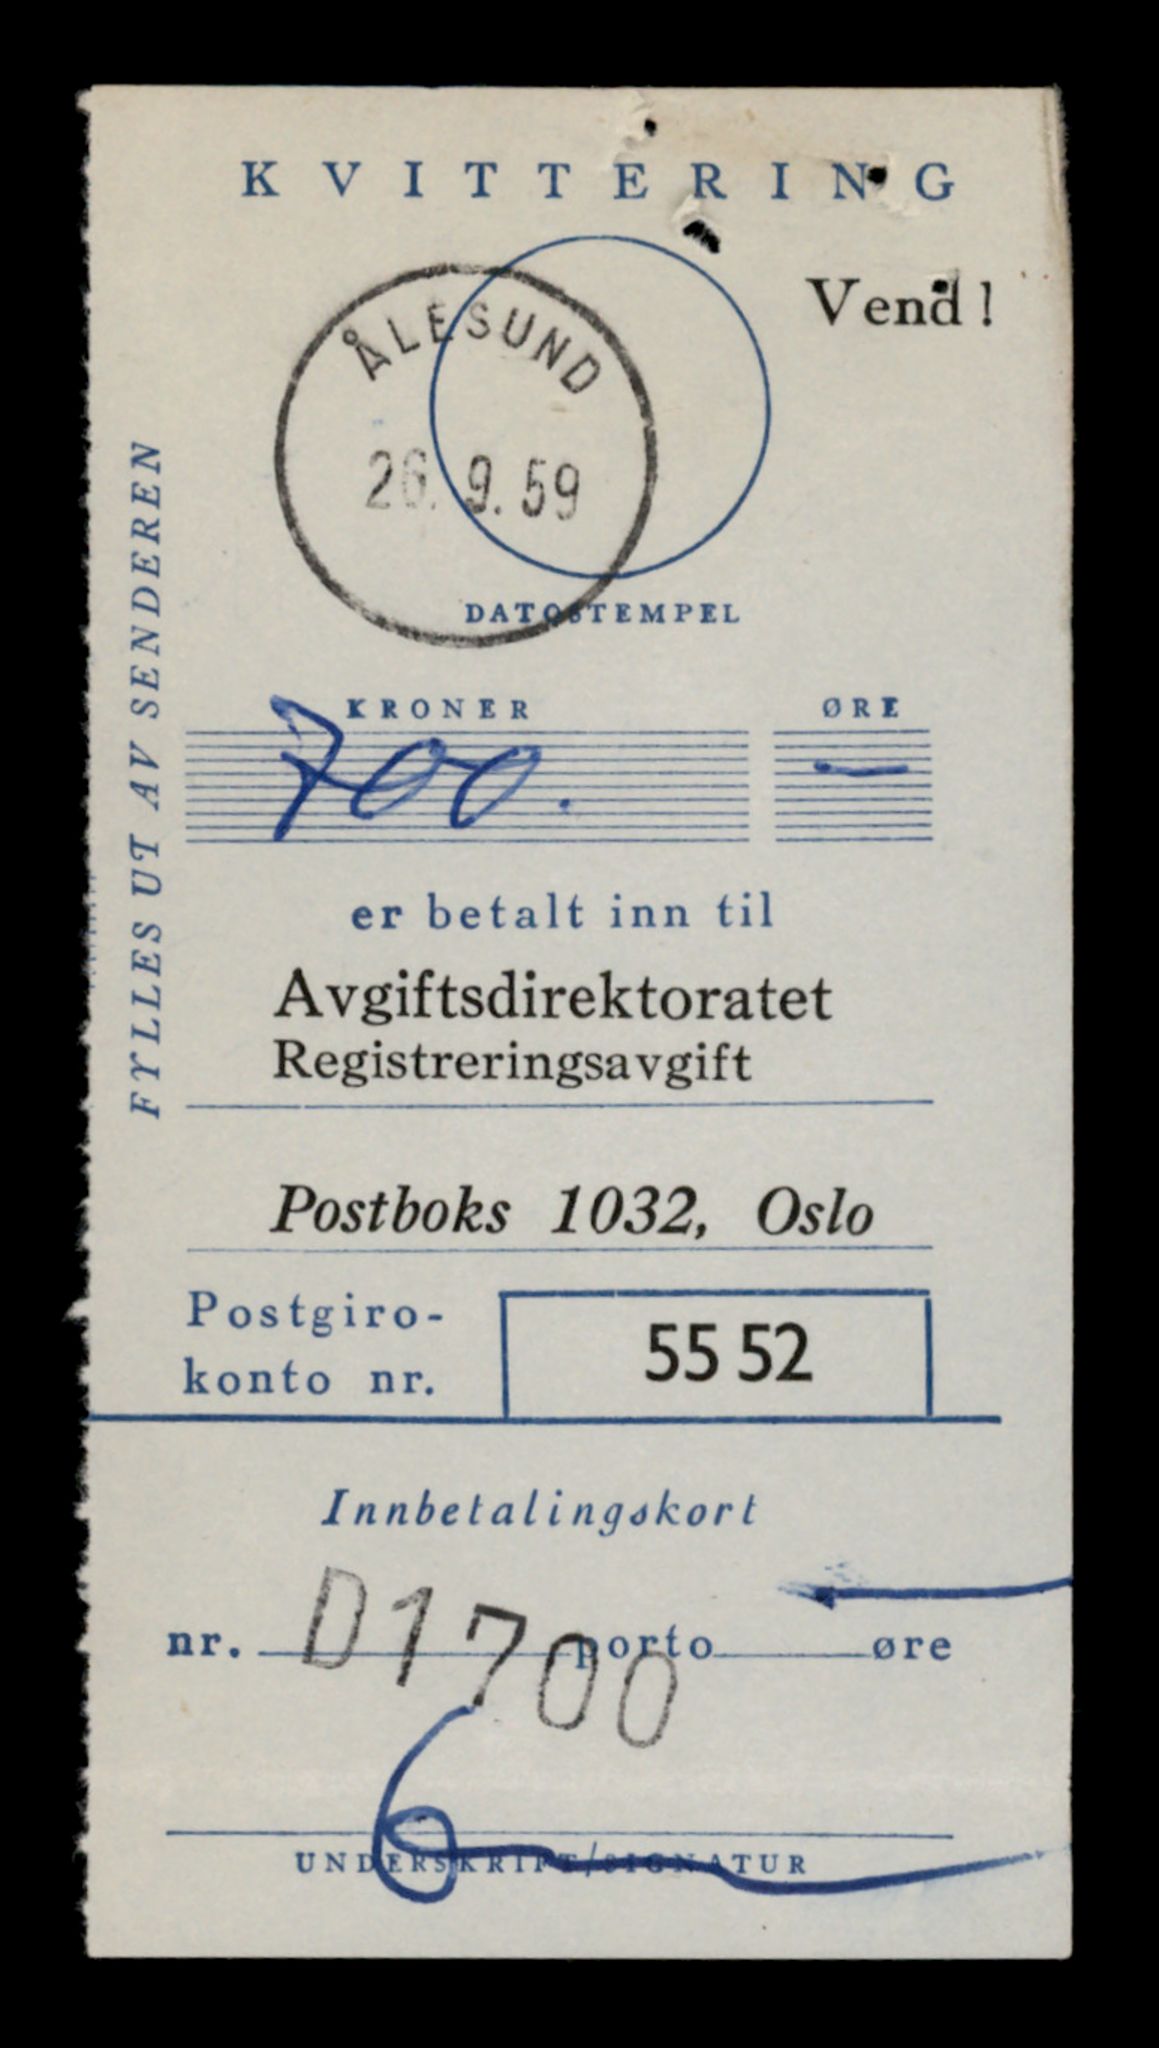 KVITTERING
Vend!
ÅLESUND
26. 9. 59
DATOSTEMPEL
FYLLES UT AV SENDEREN
KRONER ØRE
700. —
er betalt inn til
Avgiftsdirektoratet
Registreringsavgift
Postboks 1032, Oslo
Postgiro-
konto nr.
55 52
Innbetalingskort
nr. porto øre
D1700
UNDERSKRIFT/SIGNATUR